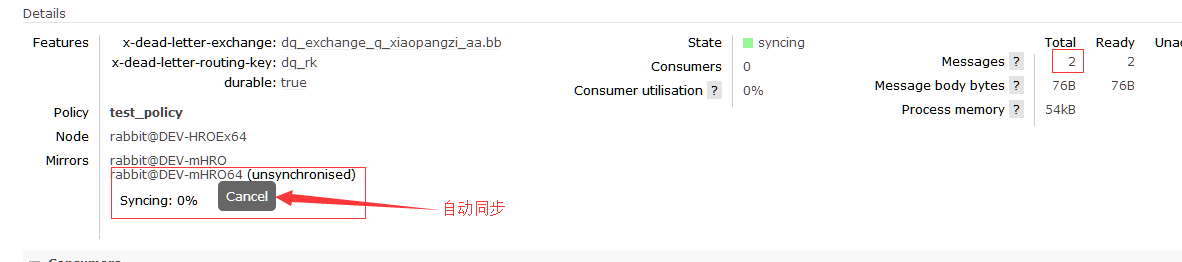 Details
Features
x-dead-letter-exchange: dq_exchange_q_xiaopangzi_aa.bb
x-dead-letter-routing-key: dq_rk
durable: true
Policy test_policy
Node rabbit@DEV-HROEx64
Mirrors rabbit@DEV-mHRO
rabbit@DEV-mHRO64 (unsynchronised)
Syncing: 0% Cancel
自动同步
State syncing
Consumers 0
Consumer utilisation ? 0%
Total Ready Unac
Messages ? 2 2
Message body bytes ? 76B 76B
Process memory ? 54kB